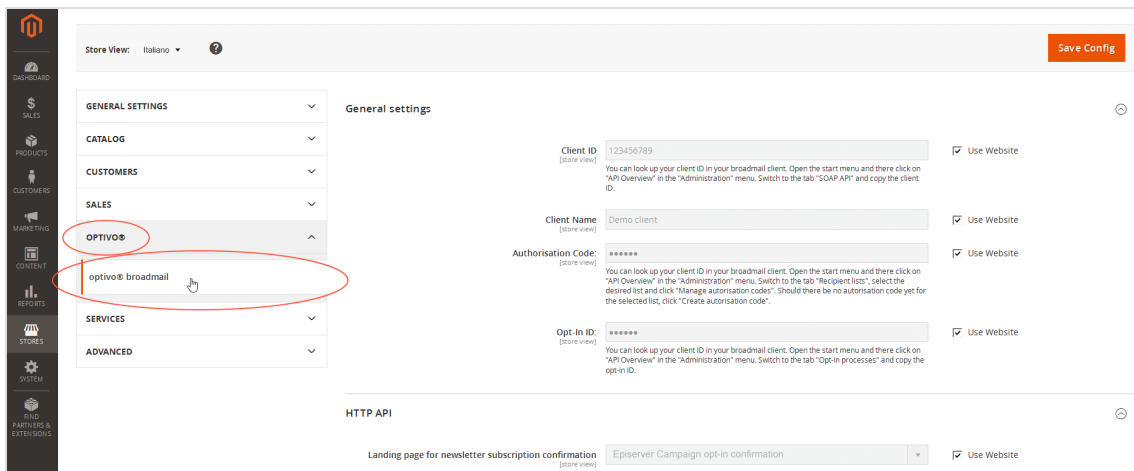 Store View: Italiano
?
Save Config
DASHBOARD
$
SALES
PRODUCTS
CUSTOMERS
MARKETING
CONTENT
REPORTS
STORES
SYSTEM
FIND
PARTNERS &
EXTENSIONS
GENERAL SETTINGS
CATALOG
CUSTOMERS
SALES
OPTIVO®
optivo® broadmail
SERVICES
ADVANCED
General settings
Client ID
[store view]
123456789
Use Website
You can look up your client ID in your broadmail client. Open the start menu and there click on
"API Overview" in the "Administration" menu. Switch to the tab "SOAP API" and copy the client
ID.
Client Name
[store view]
Demo client
Use Website
Authorisation Code:
[store view]
••••••
Use Website
You can look up your client ID in your broadmail client. Open the start menu and there click on
"API Overview" in the "Administration" menu. Switch to the tab "Recipient lists", select the
desired list and click "Manage autorisation codes". Should there be no autorisation code yet for
the selected list, click "Create autorisation code".
Opt-In ID:
[store view]
••••••
Use Website
You can look up your client ID in your broadmail client. Open the start menu and there click on
"API Overview" in the "Administration" menu. Switch to the tab "Opt-In processes" and copy the
opt-in ID.
HTTP API
Landing page for newsletter subscription confirmation
[store view]
Episerver Campaign opt-in confirmation
Use Website